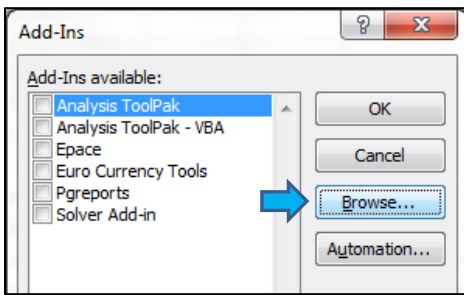 Add-Ins
Add-Ins available:
Analysis ToolPak
Analysis ToolPak - VBA
Epace
Euro Currency Tools
Pgreports
Solver Add-in
OK
Cancel
Browse...
Automation...